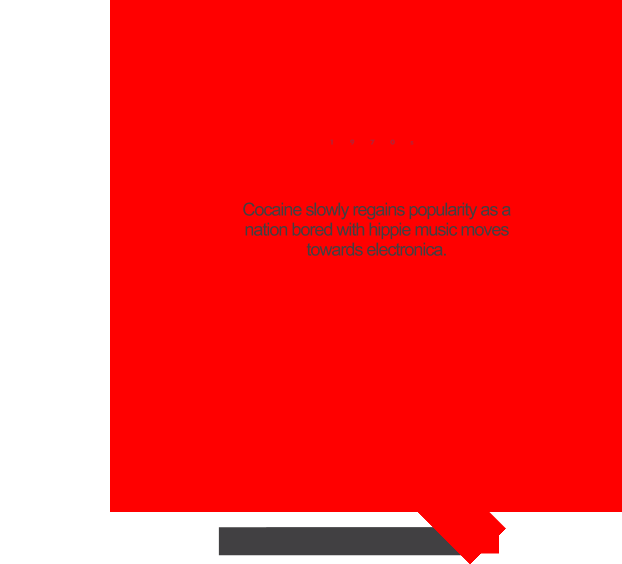 Cocaine slowly regains popularity as a
nation bored with hippie music moves
towards electronica.